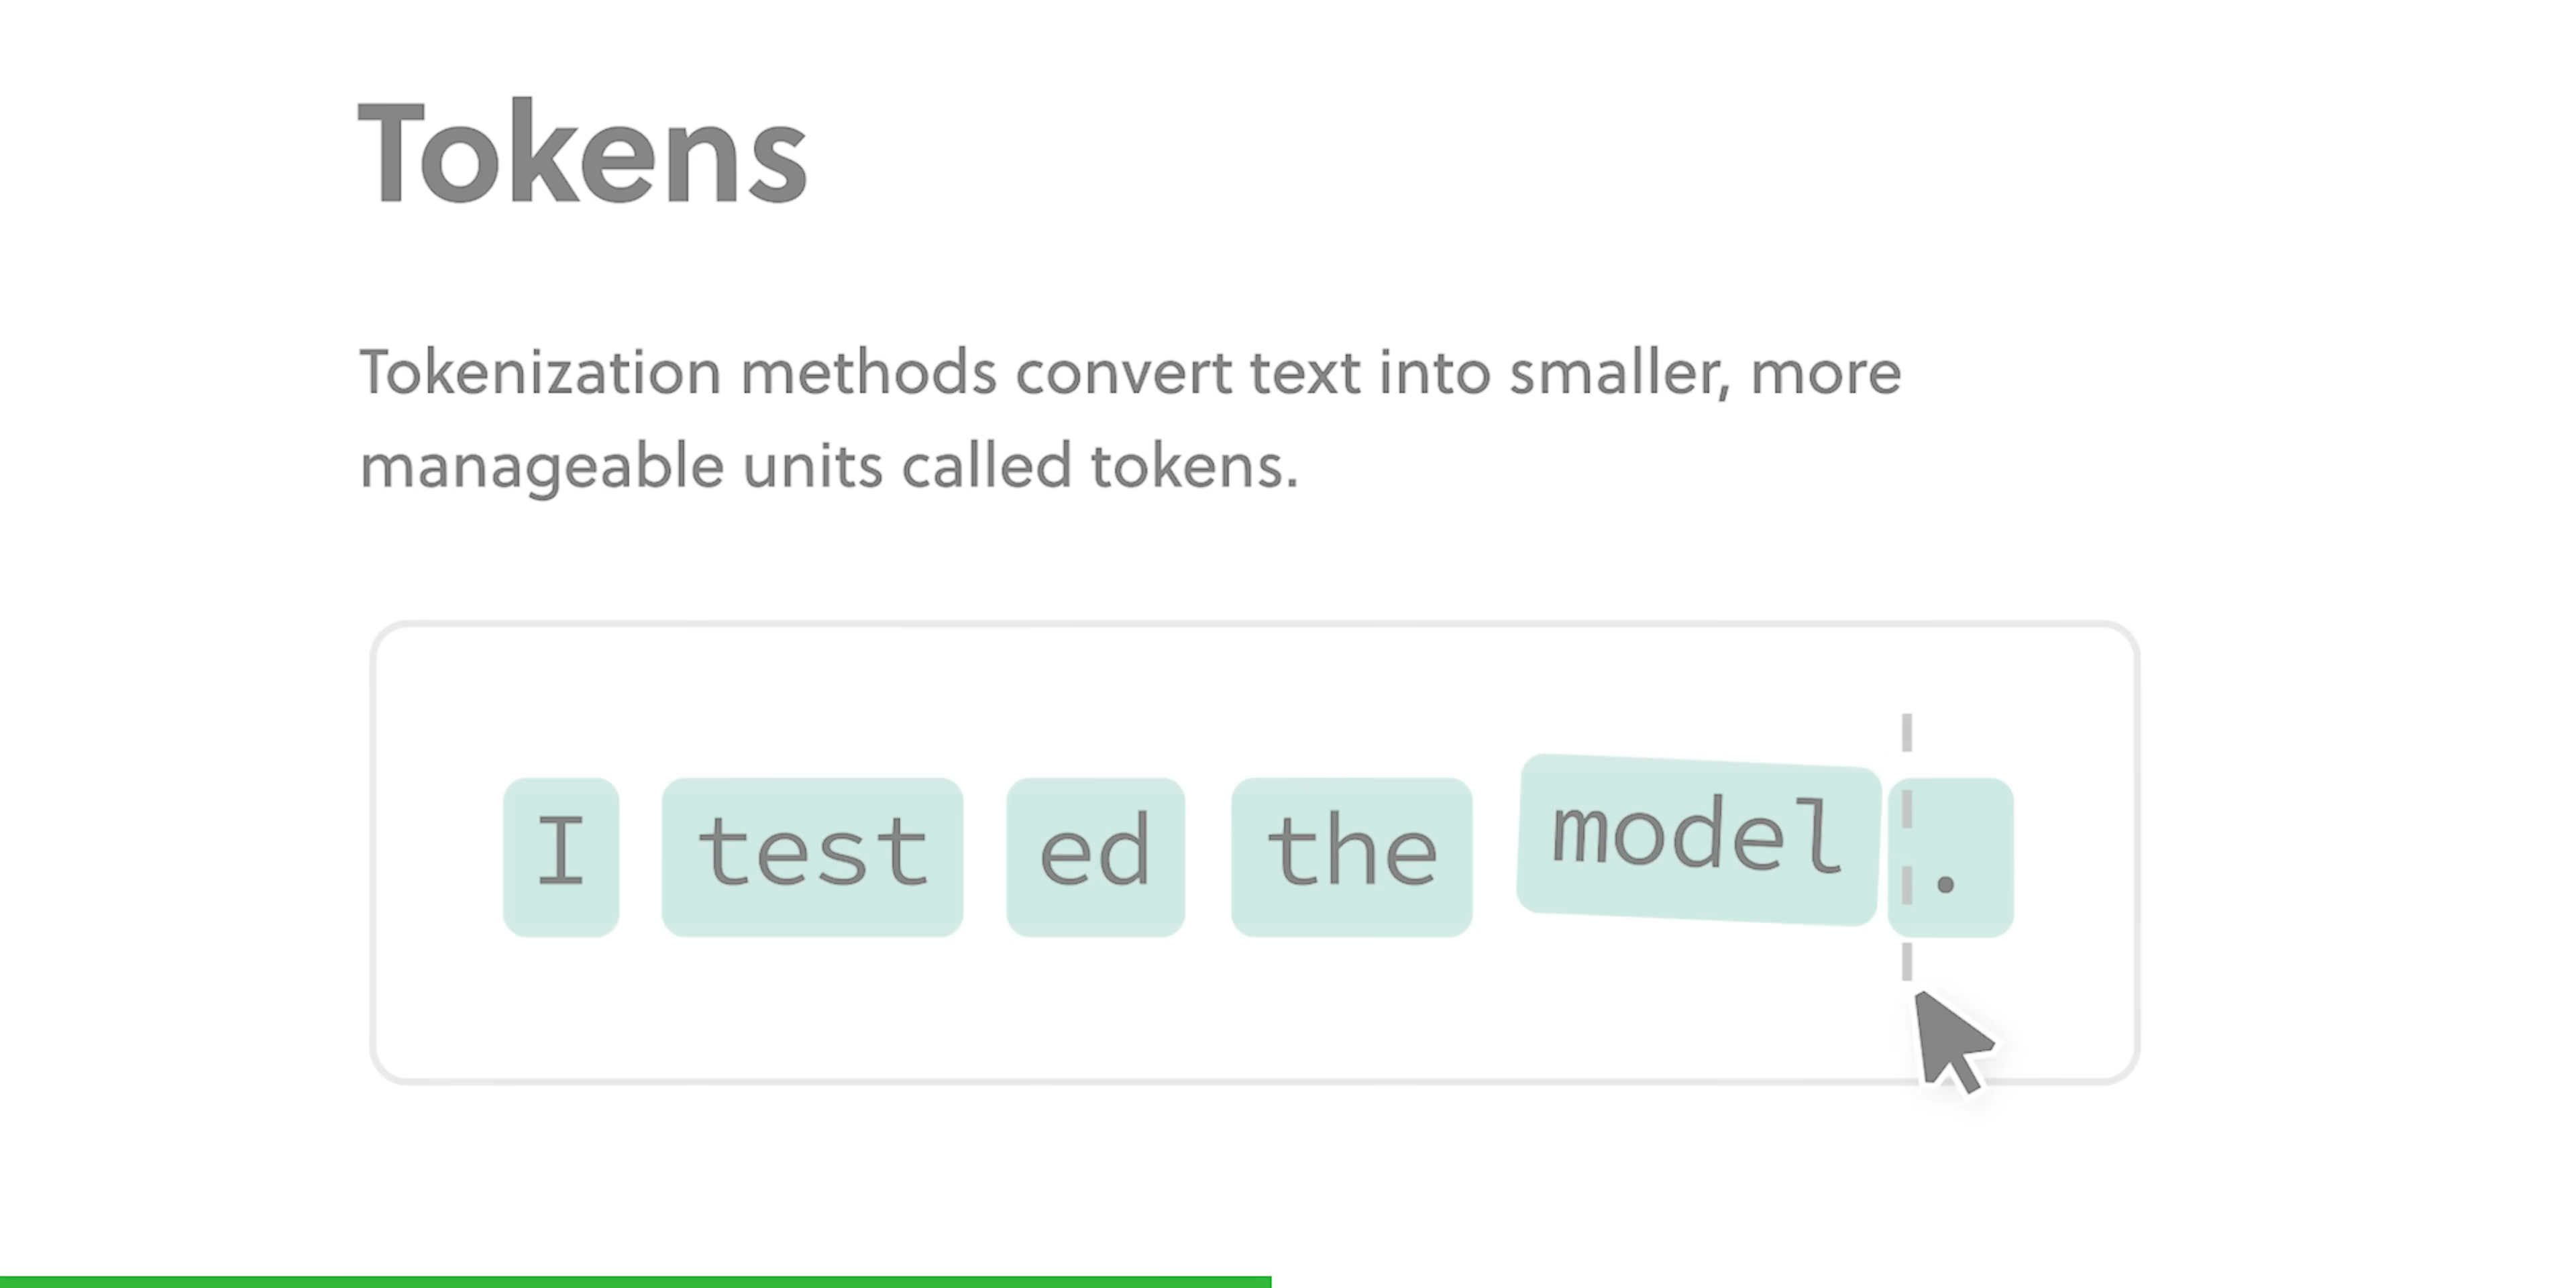 Tokens
Tokenization methods convert text into smaller, more
manageable units called tokens.
I test ed the model .